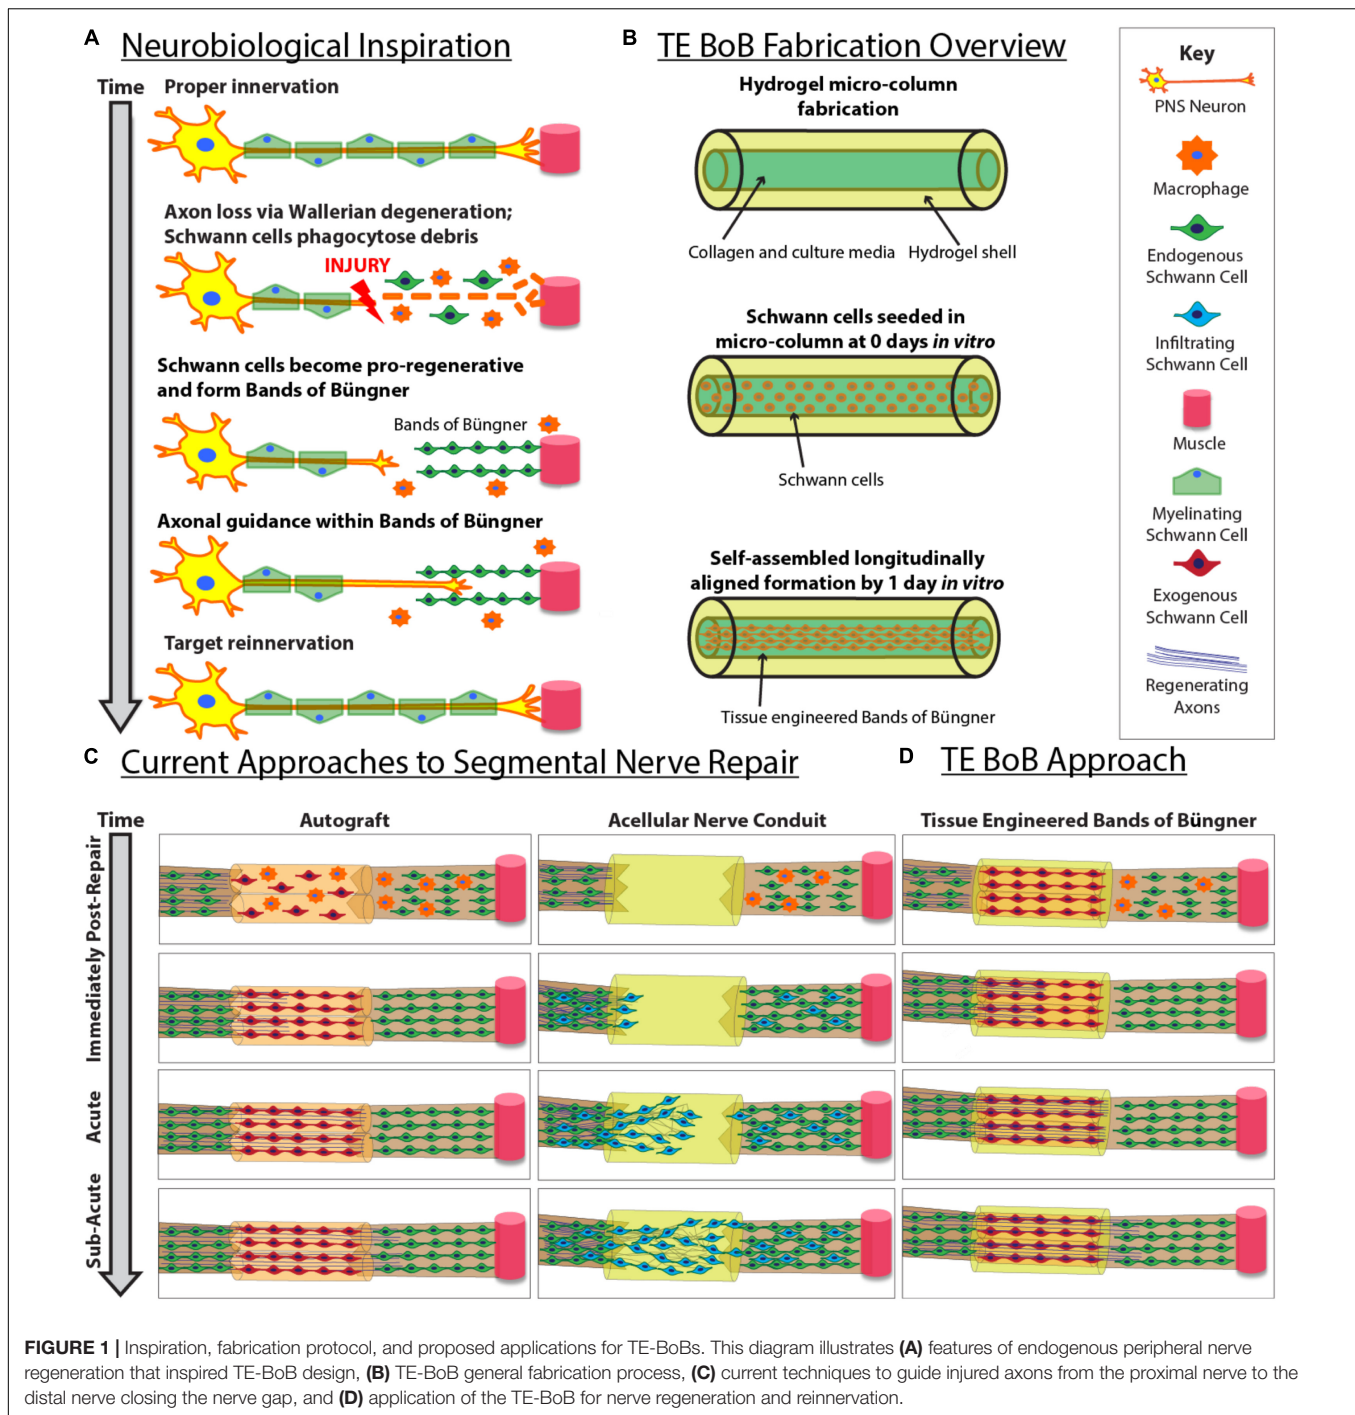 A Neurobiological Inspiration
Time
Proper innervation
Axon loss via Wallerian degeneration;
Schwann cells phagocytose debris
INJURY
Schwann cells become pro-regenerative
and form Bands of Büngner
Bands of Büngner
Axonal guidance within Bands of Büngner
Target reinnervation
B TE BoB Fabrication Overview
Hydrogel micro-column
fabrication
Collagen and culture media Hydrogel shell
Schwann cells seeded in
micro-column at 0 days in vitro
Schwann cells
Self-assembled longitudinally
aligned formation by 1 day in vitro
Tissue engineered Bands of Büngner
Key
PNS Neuron
Macrophage
Endogenous
Schwann Cell
Infiltrating
Schwann Cell
Muscle
Myelinating
Schwann Cell
Exogenous
Schwann Cell
Regenerating
Axons
C Current Approaches to Segmental Nerve Repair
Time
Autograft
Acellular Nerve Conduit
Immediately Post-Repair
Acute
Sub-Acute
D TE BoB Approach
Tissue Engineered Bands of Büngner
FIGURE 1 | Inspiration, fabrication protocol, and proposed applications for TE-BoBs. This diagram illustrates (A) features of endogenous peripheral nerve
regeneration that inspired TE-BoB design, (B) TE-BoB general fabrication process, (C) current techniques to guide injured axons from the proximal nerve to the
distal nerve closing the nerve gap, and (D) application of the TE-BoB for nerve regeneration and reinnervation.